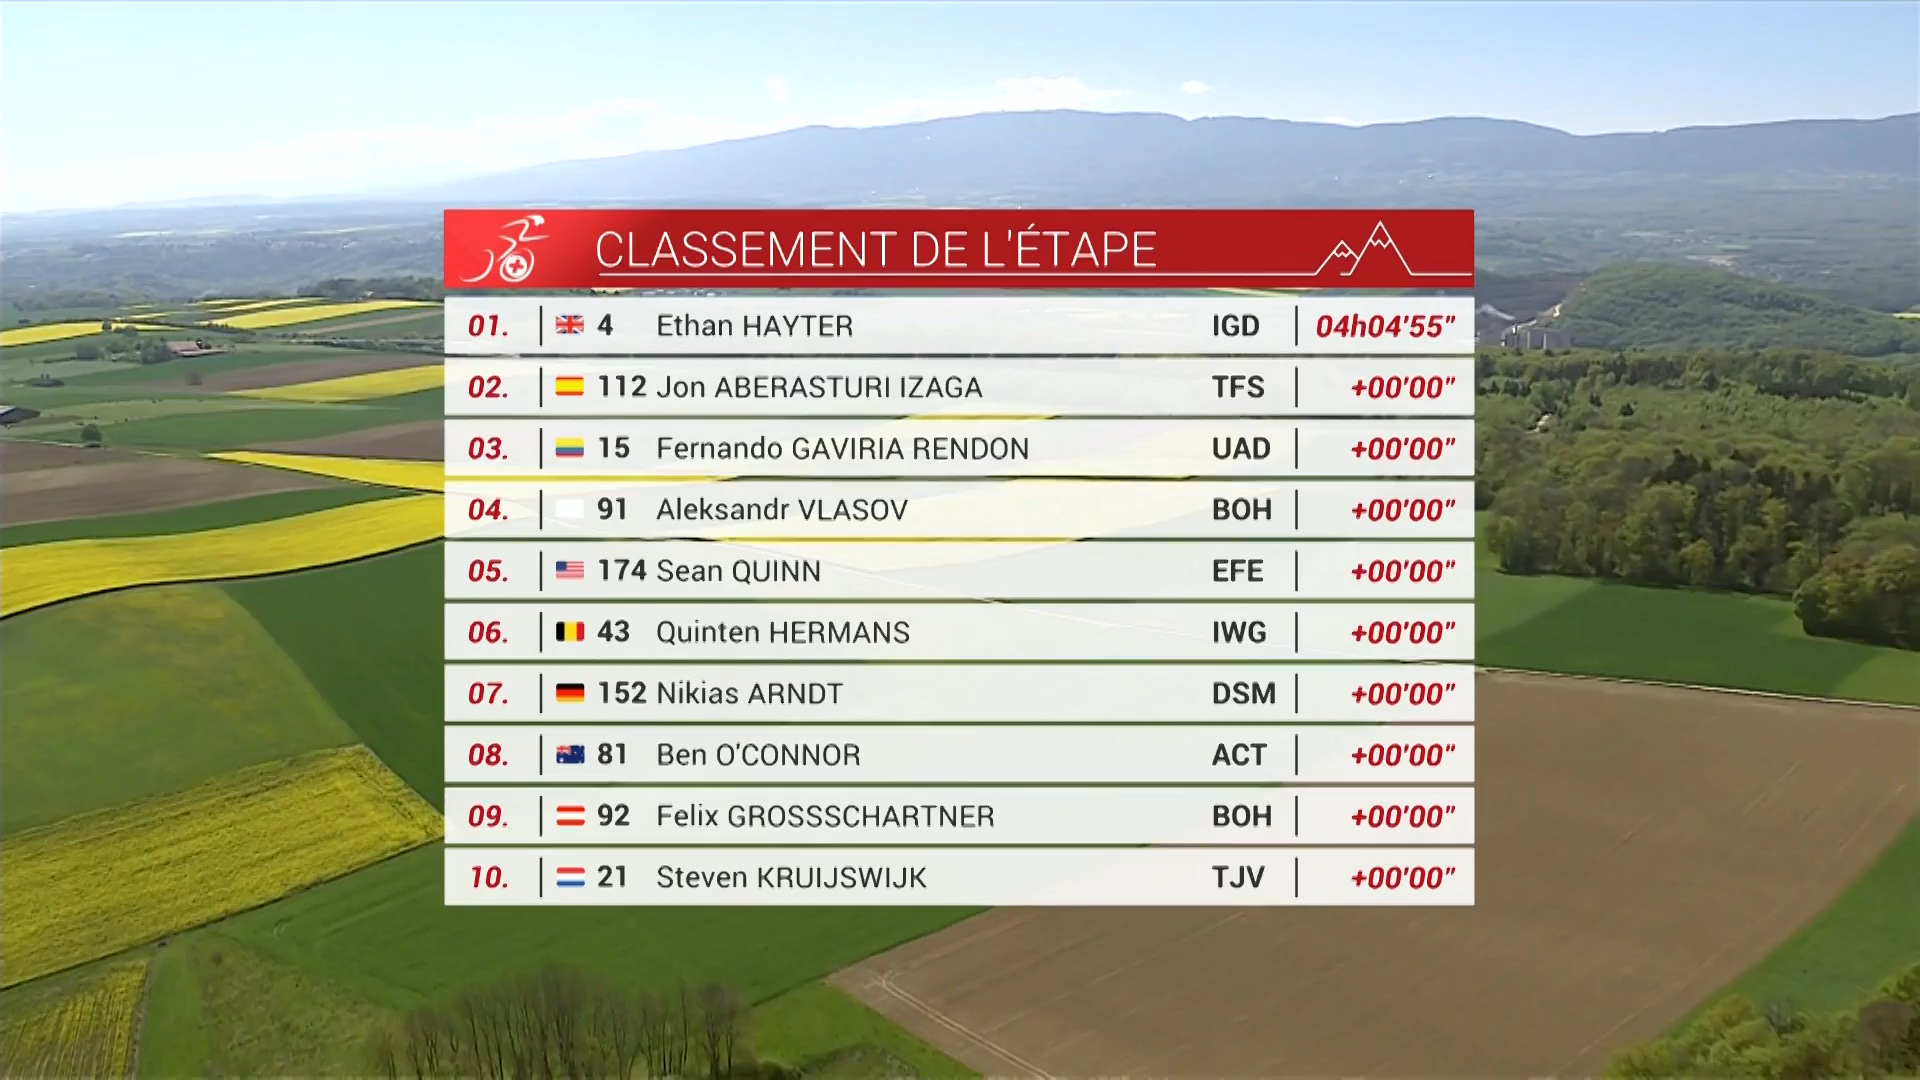 CLASSEMENT DE L'ÉTAPE
01. 4 Ethan HAYTER IGD 04h04'55"
02. 112 Jon ABERASTURI IZAGA TFS +00'00"
03. 15 Fernando GAVIRIA RENDON UAD +00'00"
04. 91 Aleksandr VLASOV BOH +00'00"
05. 174 Sean QUINN EFE +00'00"
06. 43 Quinten HERMANS IWG +00'00"
07. 152 Nikias ARNDT DSM +00'00"
08. 81 Ben O'CONNOR ACT +00'00"
09. 92 Felix GROSSSCHARTNER BOH +00'00"
10. 21 Steven KRUIJSWIJK TJV +00'00"